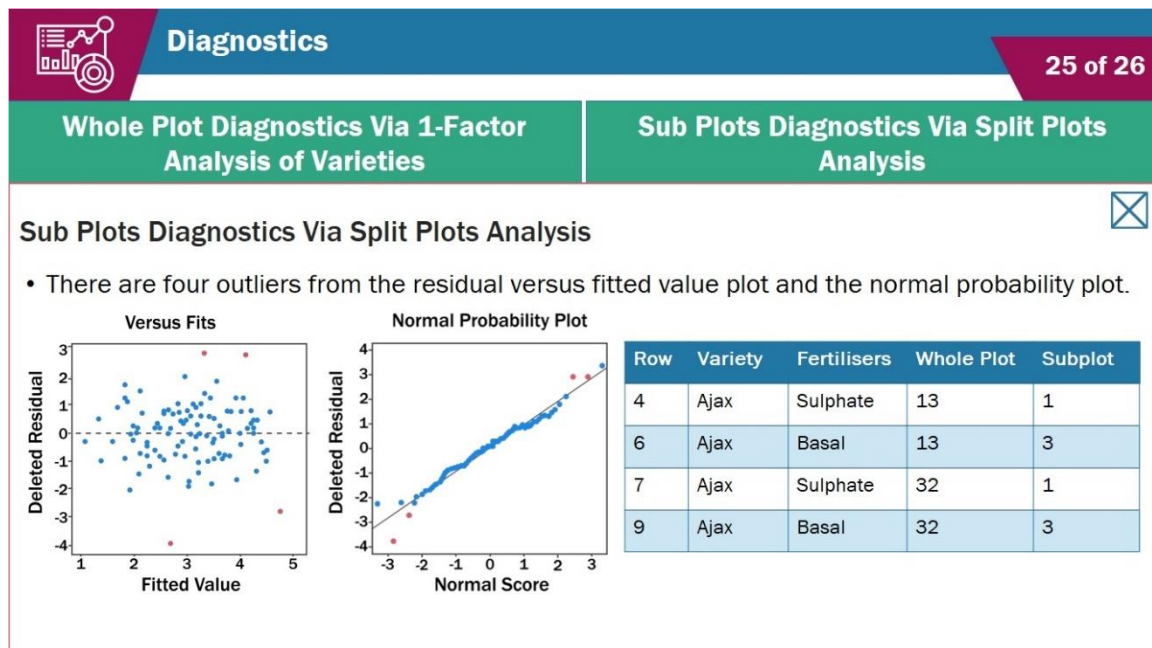 Diagnostics
25 of 26
Whole Plot Diagnostics Via 1-Factor
Analysis of Varieties
Sub Plots Diagnostics Via Split Plots
Analysis
Sub Plots Diagnostics Via Split Plots Analysis
• There are four outliers from the residual versus fitted value plot and the normal probability plot.
Versus Fits
3
2
1
0
-1
-2
-3
-4
Deleted Residual
1 2 3 4 5
Fitted Value
Normal Probability Plot
4
3
2
1
0
-1
-2
-3
-4
Deleted Residual
-3 -2 -1 0 1 2 3
Normal Score
Row Variety Fertilisers Whole Plot Subplot
4 Ajax Sulphate 13 1
6 Ajax Basal 13 3
7 Ajax Sulphate 32 1
9 Ajax Basal 32 3